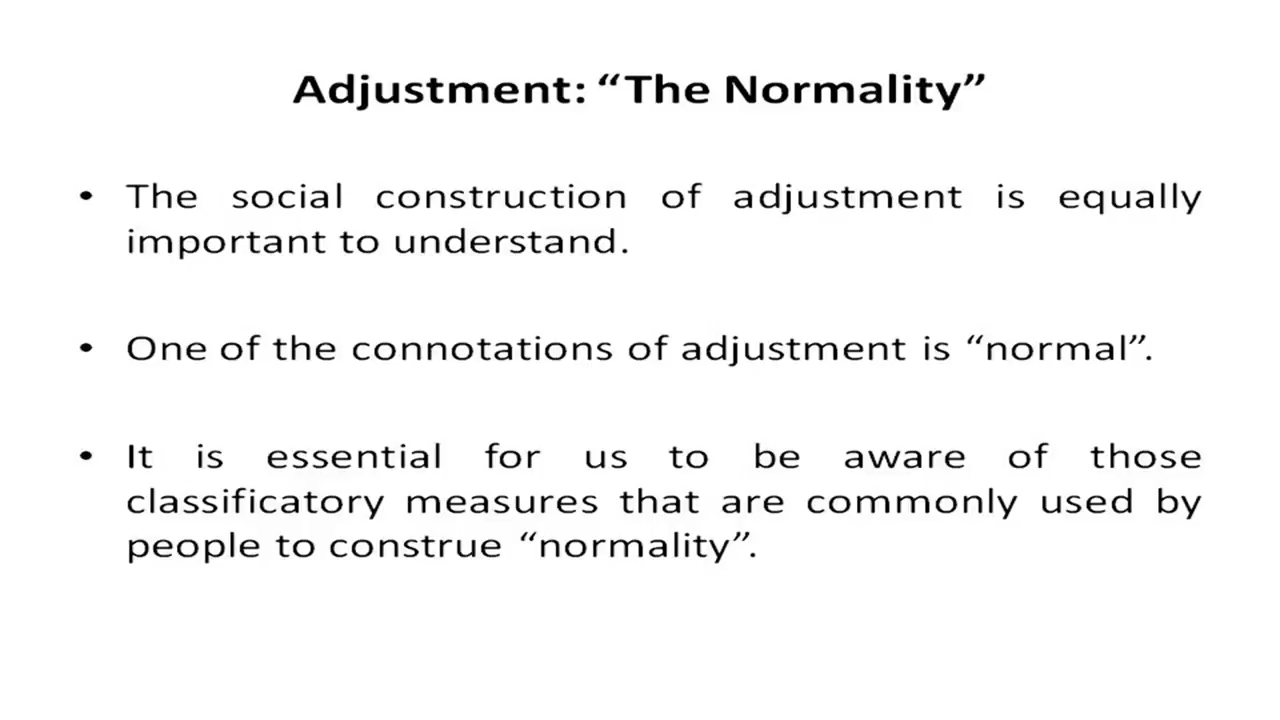 Adjustment: “The Normality”
• The social construction of adjustment is equally
important to understand.
• One of the connotations of adjustment is “normal”.
• It is essential for us to be aware of those
classificatory measures that are commonly used by
people to construe “normality”.